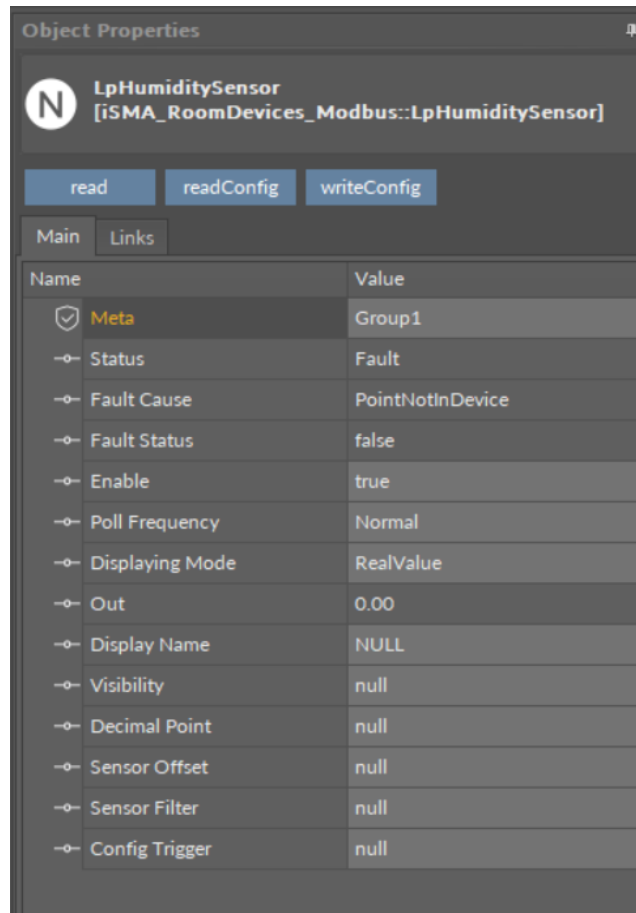 Object Properties
N
LpHumiditySensor
[iSMA_RoomDevices_Modbus::LpHumiditySensor]
read readConfig writeConfig
Main Links
Name Value
Meta Group1
Status Fault
Fault Cause PointNotInDevice
Fault Status false
Enable true
Poll Frequency Normal
Displaying Mode RealValue
Out 0.00
Display Name NULL
Visibility null
Decimal Point null
Sensor Offset null
Sensor Filter null
Config Trigger null